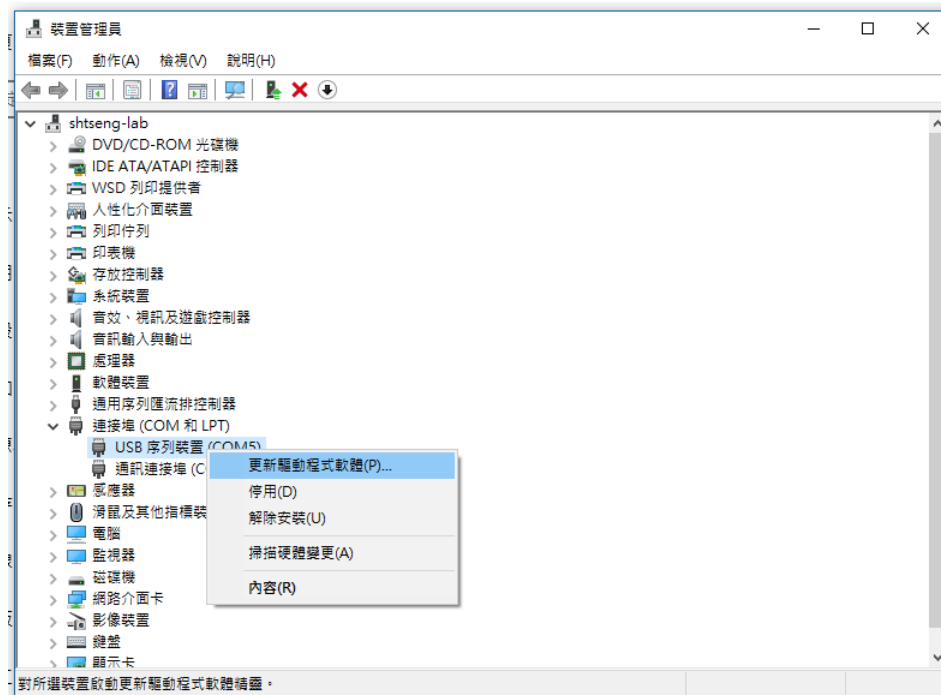 裝置管理員
檔案(F) 動作(A) 檢視(V) 說明(H)
shtseng-lab
DVD/CD-ROM 光碟機
IDE ATA/ATAPI 控制器
WSD 列印提供者
人性化介面裝置
列印佇列
印表機
存放控制器
系統裝置
音效、視訊及遊戲控制器
音訊輸入與輸出
處理器
軟體裝置
通用序列匯流排控制器
連接埠 (COM 和 LPT)
USB 序列裝置 (COM5)
通訊連接埠 (C
感應器
滑鼠及其他指標裝
電腦
監視器
磁碟機
網路介面卡
影像裝置
鍵盤
顯示卡
更新驅動程式軟體(P)...
停用(D)
解除安裝(U)
掃描硬體變更(A)
內容(R)
對所選裝置啟動更新驅動程式軟體精靈。